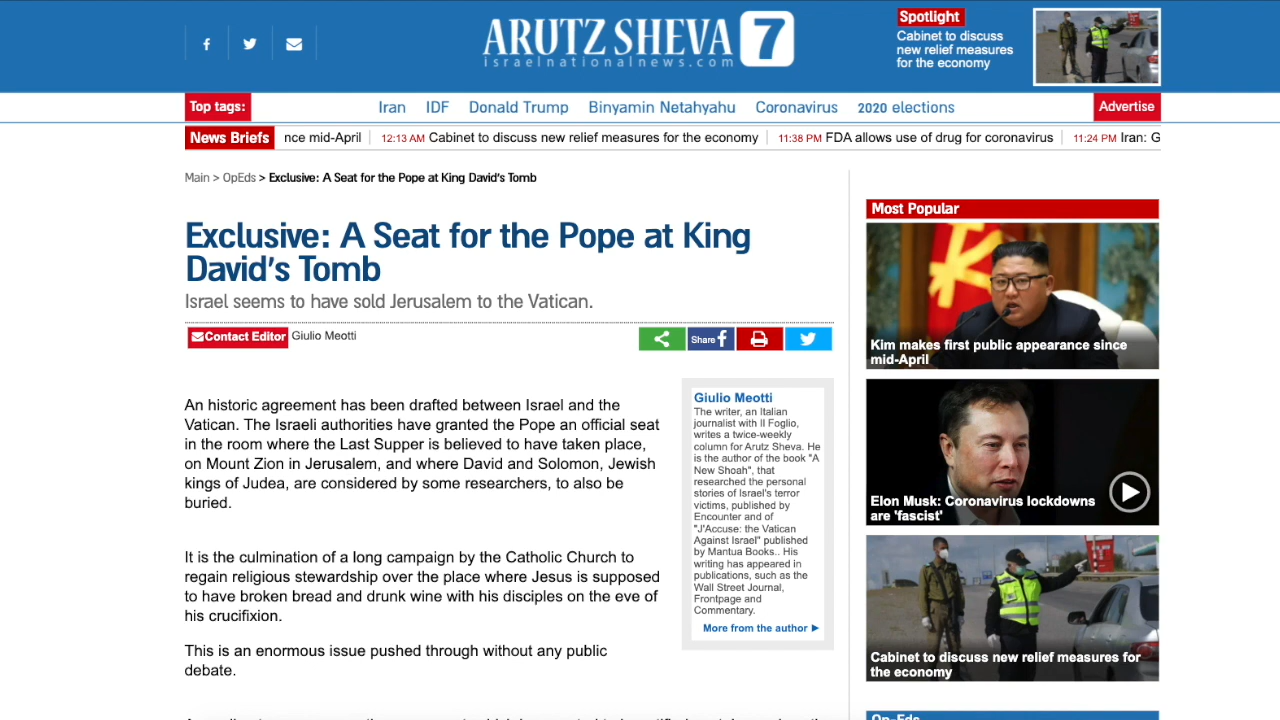 ARUTZ SHEVA 7
israelnationalnews.com
Spotlight
Cabinet to discuss
new relief measures
for the economy
Top tags:
Iran IDF Donald Trump Binyamin Netahyahu Coronavirus 2020 elections
Advertise
News Briefs
nce mid-April 12:13 AM Cabinet to discuss new relief measures for the economy 11:38 PM FDA allows use of drug for coronavirus 11:24 PM Iran: G
Main > OpEds > Exclusive: A Seat for the Pope at King David's Tomb
Exclusive: A Seat for the Pope at King
David's Tomb
Israel seems to have sold Jerusalem to the Vatican.
Contact Editor Giulio Meotti
Share
An historic agreement has been drafted between Israel and the
Vatican. The Israeli authorities have granted the Pope an official seat
in the room where the Last Supper is believed to have taken place,
on Mount Zion in Jerusalem, and where David and Solomon, Jewish
kings of Judea, are considered by some researchers, to also be
buried.
It is the culmination of a long campaign by the Catholic Church to
regain religious stewardship over the place where Jesus is supposed
to have broken bread and drunk wine with his disciples on the eve of
his crucifixion.
This is an enormous issue pushed through without any public
debate.
Giulio Meotti
The writer, an Italian
journalist with Il Foglio,
writes a twice-weekly
column for Arutz Sheva. He
is the author of the book "A
New Shoah", that
researched the personal
stories of Israel's terror
victims, published by
Encounter and of
"J'Accuse: the Vatican
Against Israel" published
by Mantua Books.. His
writing has appeared in
publications, such as the
Wall Street Journal,
Frontpage and
Commentary.
More from the author ►
Most Popular
Kim makes first public appearance since
mid-April
Elon Musk: Coronavirus lockdowns
are 'fascist'
Cabinet to discuss new relief measures for
the economy
Op-Eds